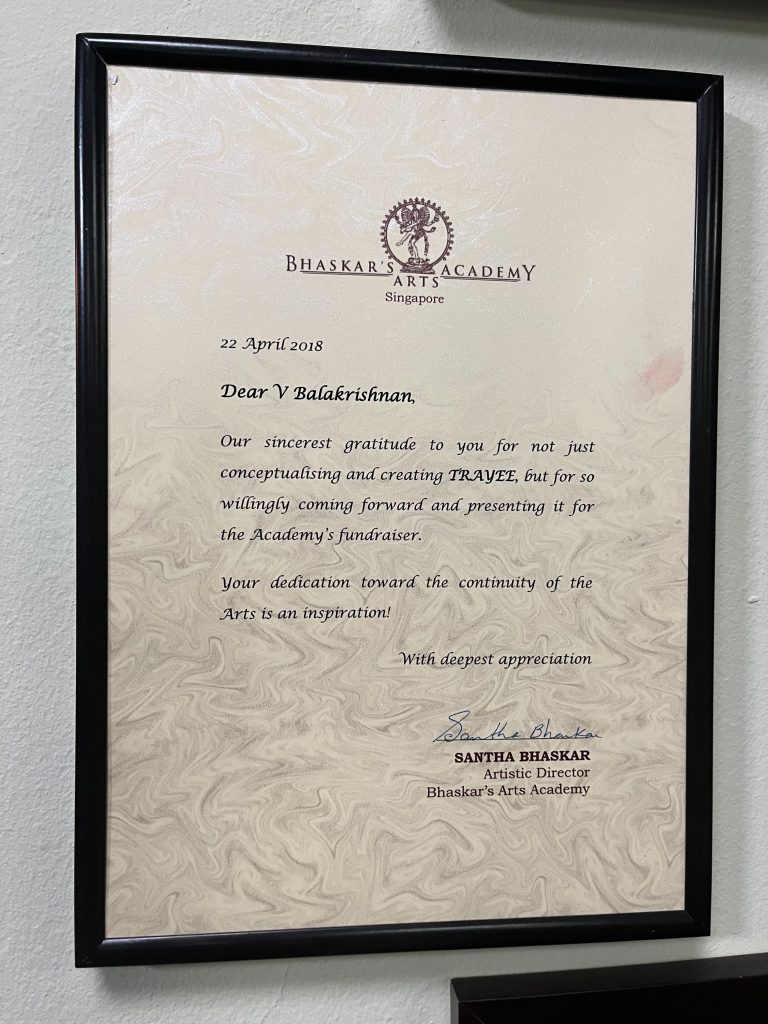 BHASKAR'S ARTS ACADEMY
Singapore
22 April 2018
Dear V Balakrishnan,
Our sincerest gratitude to you for not just
conceptualising and creating TRAYEE, but for so
willingly coming forward and presenting it for
the Academy's fundraiser.
Your dedication toward the continuity of the
Arts is an inspiration!
With deepest appreciation
Santha Bhaskar
SANTHA BHASKAR
Artistic Director
Bhaskar's Arts Academy